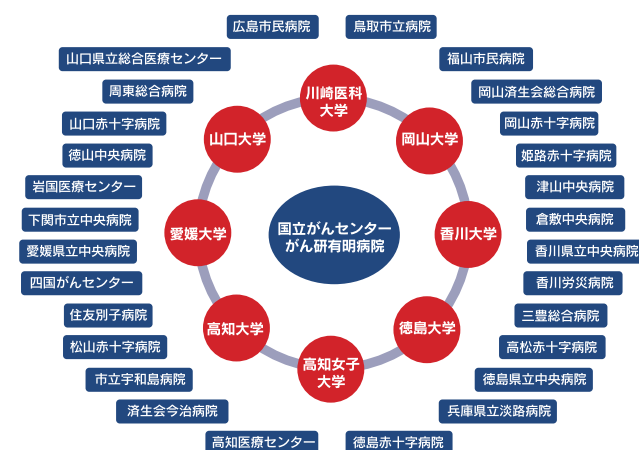 広島市民病院
鳥取市立病院
山口県立総合医療センター
福山市民病院
周東総合病院
岡山済生会総合病院
山口赤十字病院
岡山赤十字病院
徳山中央病院
姫路赤十字病院
岩国医療センター
津山中央病院
下関市立中央病院
倉敷中央病院
愛媛県立中央病院
香川県立中央病院
四国がんセンター
香川労災病院
住友別子病院
三豊総合病院
松山赤十字病院
高松赤十字病院
市立宇和島病院
徳島県立中央病院
済生会今治病院
兵庫県立淡路病院
高知医療センター
徳島赤十字病院
川崎医科
大学
山口大学
岡山大学
愛媛大学
香川大学
高知大学
徳島大学
高知女子
大学
国立がんセンター
がん研有明病院